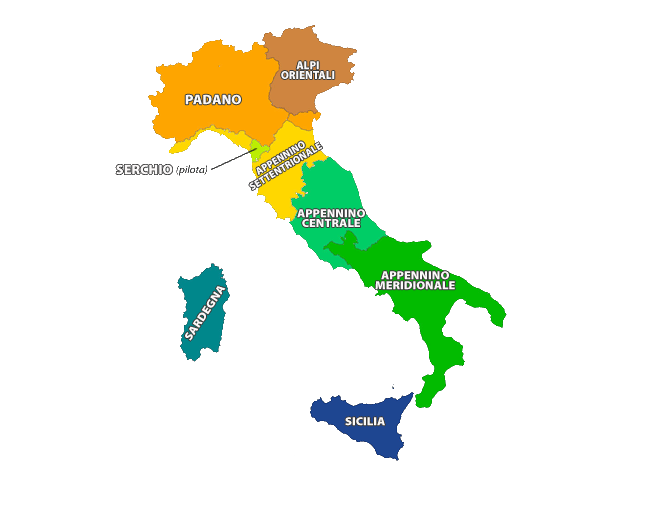 ALPI
ORIENTALI
PADANO
SERCHIO (pilota)
APPENNINO
SETTENTRIONALE
APPENNINO
CENTRALE
APPENNINO
MERIDIONALE
SARDEGNA
SICILIA